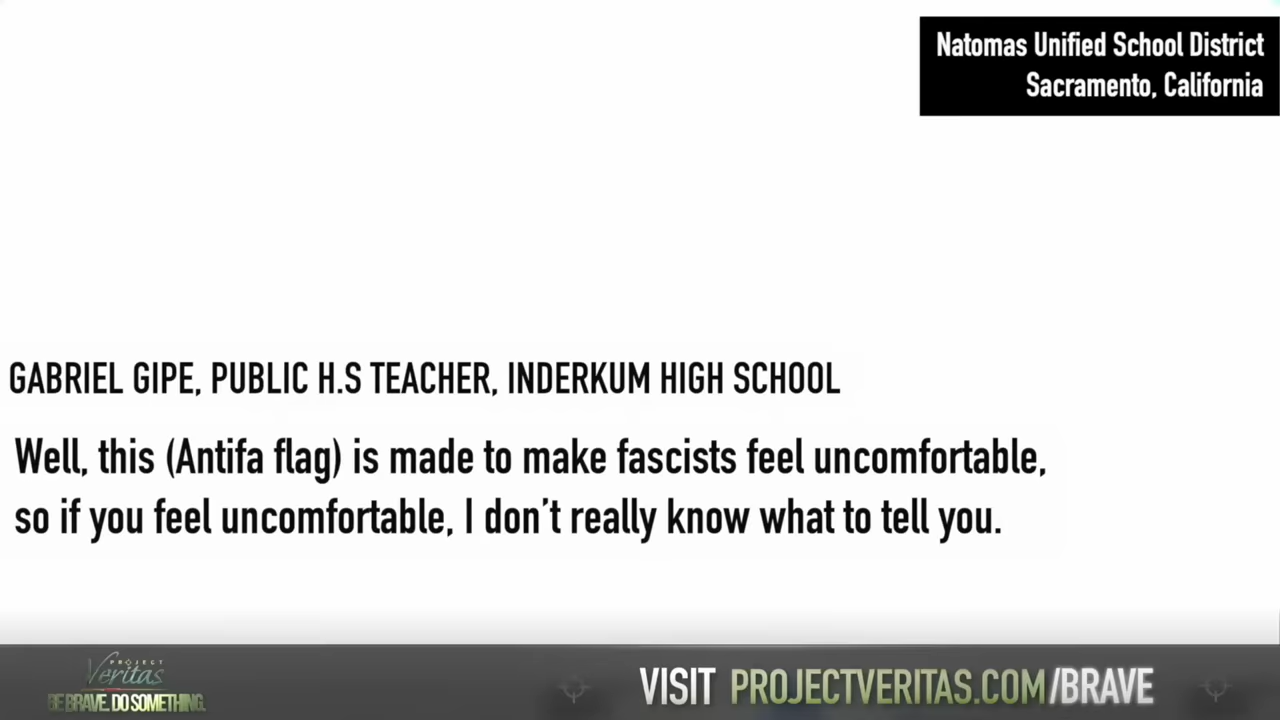 Natomas Unified School District
Sacramento, California
GABRIEL GIPE, PUBLIC H.S TEACHER, INDERKUM HIGH SCHOOL
Well, this (Antifa flag) is made to make fascists feel uncomfortable,
so if you feel uncomfortable, I don't really know what to tell you.
PROJECT
Veritas
BE BRAVE. DO SOMETHING.
VISIT PROJECTVERITAS.COM/BRAVE